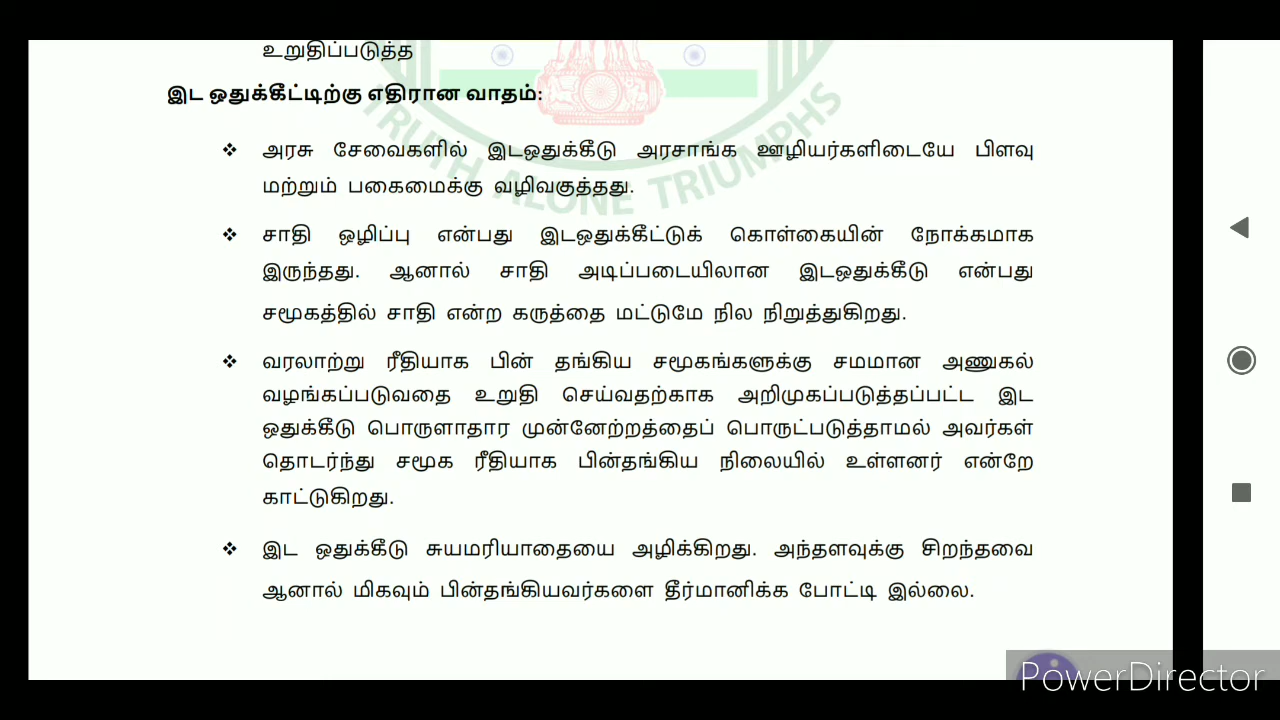 உறுதிப்படுத்த
இட ஒதுக்கீட்டிற்கு எதிரான வாதம்:
❖ அரசு சேவைகளில் இடஒதுக்கீடு அரசாங்க ஊழியர்களிடையே பிளவு
மற்றும் பகைமைக்கு வழிவகுத்தது.
❖ சாதி ஒழிப்பு என்பது இடஒதுக்கீட்டுக் கொள்கையின் நோக்கமாக
இருந்தது. ஆனால் சாதி அடிப்படையிலான இடஒதுக்கீடு என்பது
சமூகத்தில் சாதி என்ற கருத்தை மட்டுமே நில நிறுத்துகிறது.
❖ வரலாற்று ரீதியாக பின் தங்கிய சமூகங்களுக்கு சமமான அணுகல்
வழங்கப்படுவதை உறுதி செய்வதற்காக அறிமுகப்படுத்தப்பட்ட இட
ஒதுக்கீடு பொருளாதார முன்னேற்றத்தைப் பொருட்படுத்தாமல் அவர்கள்
தொடர்ந்து சமூக ரீதியாக பின்தங்கிய நிலையில் உள்ளனர் என்றே
காட்டுகிறது.
❖ இட ஒதுக்கீடு சுயமரியாதையை அழிக்கிறது. அந்தளவுக்கு சிறந்தவை
ஆனால் மிகவும் பின்தங்கியவர்களை தீர்மானிக்க போட்டி இல்லை.
TRUTH ALONE TRIUMPHS
PowerDirector